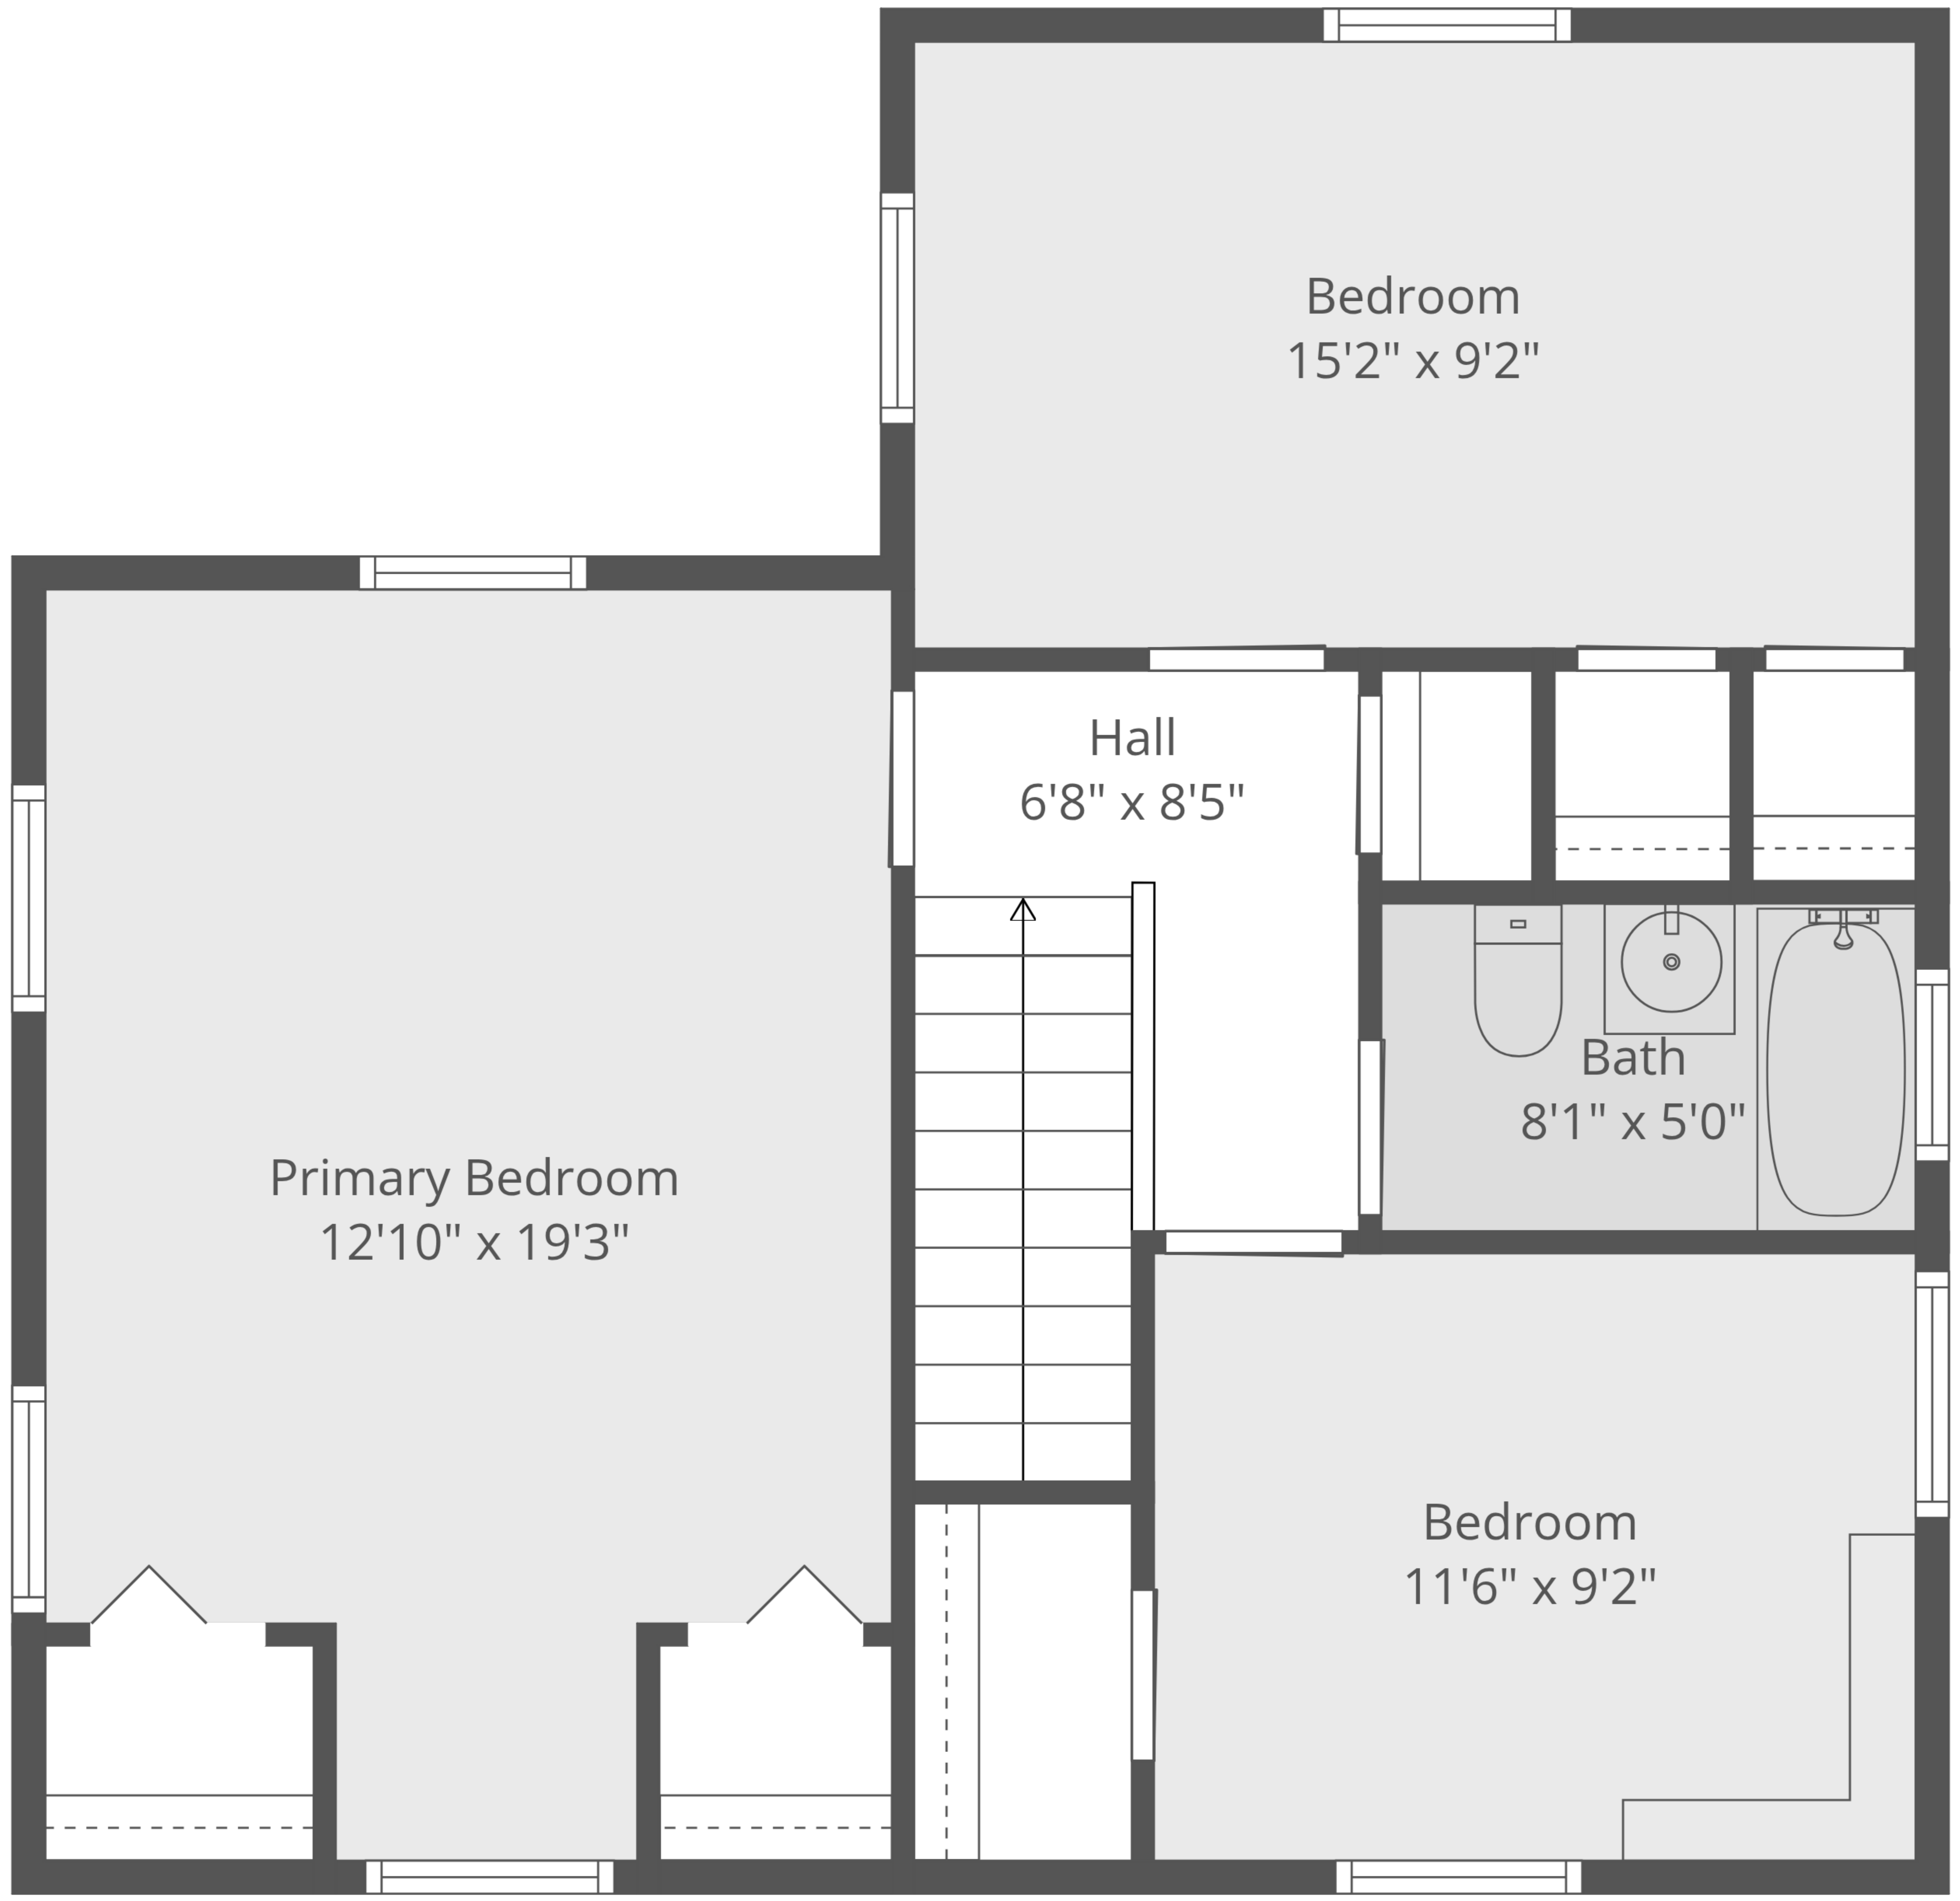 Bedroom
15'2" x 9'2"
Hall
6'8" x 8'5"
Bath
8'1" x 5'0"
Primary Bedroom
12'10" x 19'3"
Bedroom
11'6" x 9'2"